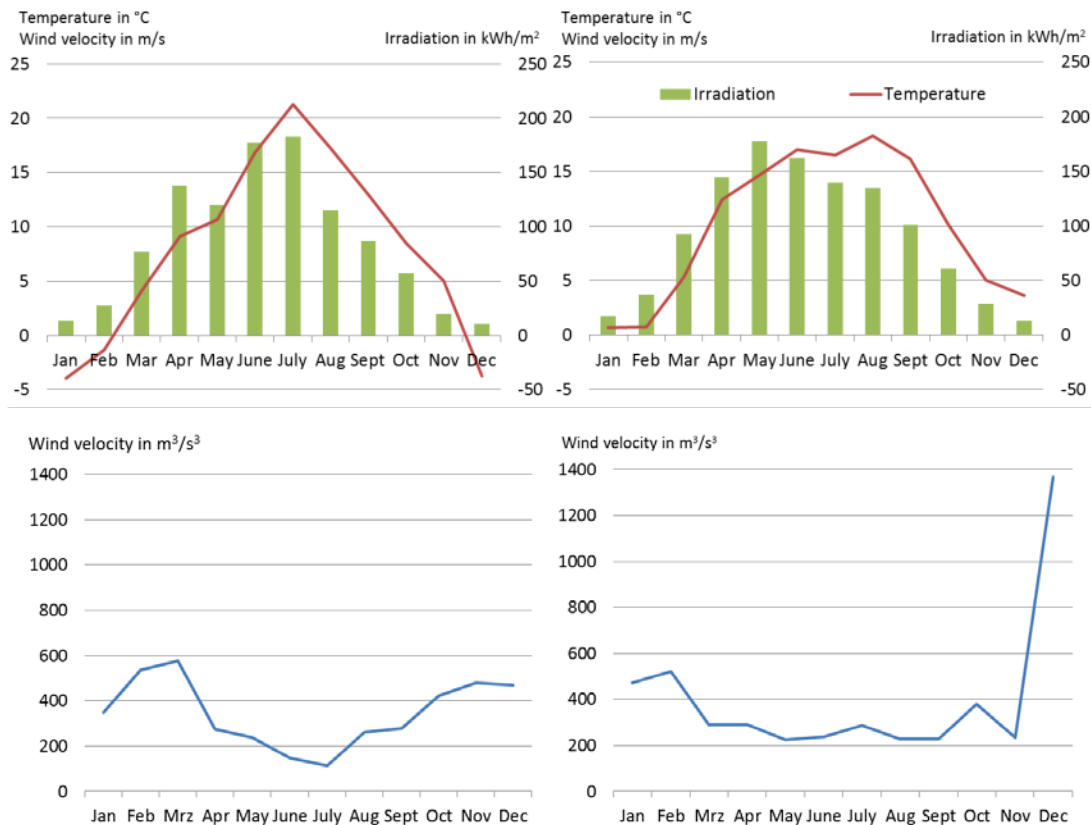 Temperature in °C
Wind velocity in m/s
Irradiation in kWh/m²
25 250
20 200
15 150
10 100
5 50
0 0
Jan Feb Mar Apr May June July Aug Sept Oct Nov Dec
-5 -50
Temperature in °C
Wind velocity in m/s
Irradiation in kWh/m²
25 250
Irradiation Temperature
20 200
15 150
10 100
5 50
0 0
Jan Feb Mar Apr May June July Aug Sept Oct Nov Dec
-5 -50
Wind velocity in m³/s³
1400
1200
1000
800
600
400
200
0
Jan Feb Mrz Apr May June July Aug Sept Oct Nov Dec
Wind velocity in m³/s³
1400
1200
1000
800
600
400
200
0
Jan Feb Mrz Apr May June July Aug Sept Oct Nov Dec